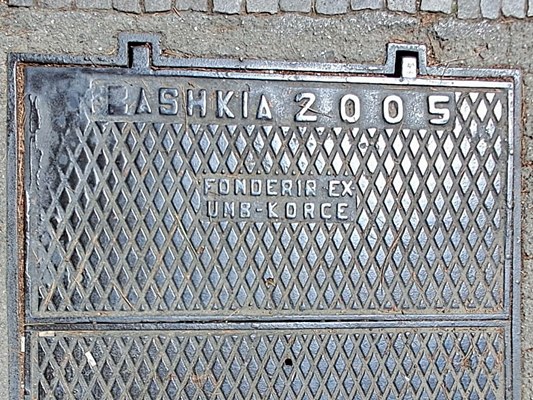 BASHKIA 2005
FONDERIR EX
UNB-KORCE